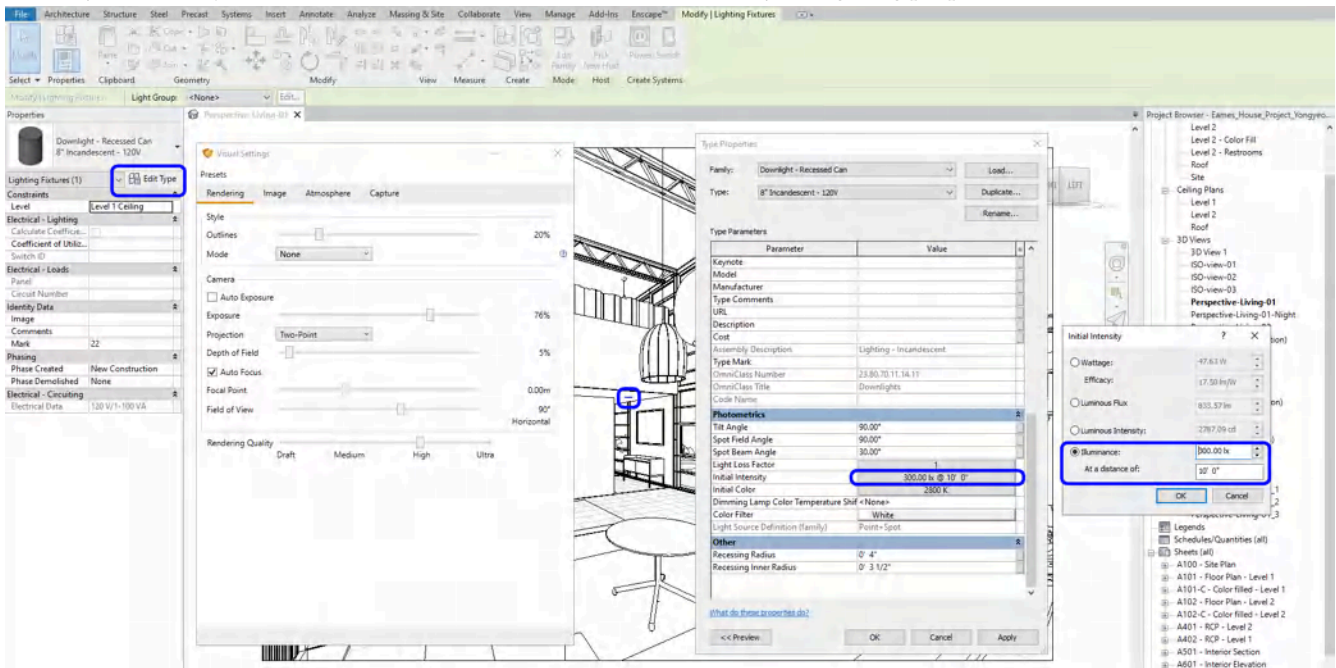 File Architecture Structure Steel Precast Systems Insert Annotate Analyze Massing & Site Collaborate View Manage Add-Ins Enscape™ Modify | Lighting Fixtures
Select Properties Clipboard Geometry Modify View Measure Create Mode Host Create Systems
Modify | Lighting Fixtures Light Group: <None> Edit...
Properties
Downlight - Recessed Can
8" Incandescent - 120V
Lighting Fixtures (1) Edit Type
Constraints
Level Level 1 Ceiling
Electrical - Lighting
Calculate Coefficie...
Coefficient of Utiliz...
Switch ID
Electrical - Loads
Panel
Circuit Number
Identity Data
Image
Comments
Mark 22
Phasing
Phase Created New Construction
Phase Demolished None
Electrical - Circuiting
Electrical Data 120 V/1-100 VA
Perspective-Living-01
Visual Settings
Presets
Rendering Image Atmosphere Capture
Style
Outlines 20%
Mode None
Camera
Auto Exposure
Exposure 76%
Projection Two-Point
Depth of Field 5%
Auto Focus
Focal Point 0.00m
Field of View 90°
Horizontal
Rendering Quality
Draft Medium High Ultra
Type Properties
Family: Downlight - Recessed Can Load...
Type: 8" Incandescent - 120V Duplicate...
Rename...
Type Parameters
Parameter Value
Keynote
Model
Manufacturer
Type Comments
URL
Description
Cost
Assembly Description Lighting - Incandescent
Type Mark
OmniClass Number 23.80.70.11.14.11
OmniClass Title Downlights
Code Name
Photometrics
Tilt Angle 90.00°
Spot Field Angle 90.00°
Spot Beam Angle 30.00°
Light Loss Factor 1
Initial Intensity 300.00 lx @ 10' 0"
Initial Color 2800 K
Dimming Lamp Color Temperature Shif <None>
Color Filter White
Light Source Definition (family) Point+Spot
Other
Recessing Radius 0' 4"
Recessing Inner Radius 0' 3 1/2"
What do these properties do?
<< Preview OK Cancel Apply
LEFT
Initial Intensity ? X
Wattage: 47.63 W
Efficacy: 17.50 lm/W
Luminous Flux 833.57 lm
Luminous Intensity: 2787.09 cd
Illuminance: 300.00 lx
At a distance of: 10' 0"
OK Cancel
Project Browser - Eames_House_Project_Yongyeo...
Level 2
Level 2 - Color Fill
Level 2 - Restrooms
Roof
Site
Ceiling Plans
Level 1
Level 2
Roof
3D Views
3D View 1
ISO-view-01
ISO-view-02
ISO-view-03
Perspective-Living-01
Perspective-Living-01-Night
Legends
Schedules/Quantities (all)
Sheets (all)
A100 - Site Plan
A101 - Floor Plan - Level 1
A101-C - Color filled - Level 1
A102 - Floor Plan - Level 2
A102-C - Color filled - Level 2
A401 - RCP - Level 2
A402 - RCP - Level 1
A501 - Interior Section
A601 - Interior Elevation